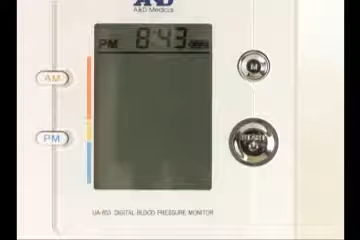 A&D
A&D Medical
PM 8:43
AM
M
PM
START
UA-853 DIGITAL BLOOD PRESSURE MONITOR